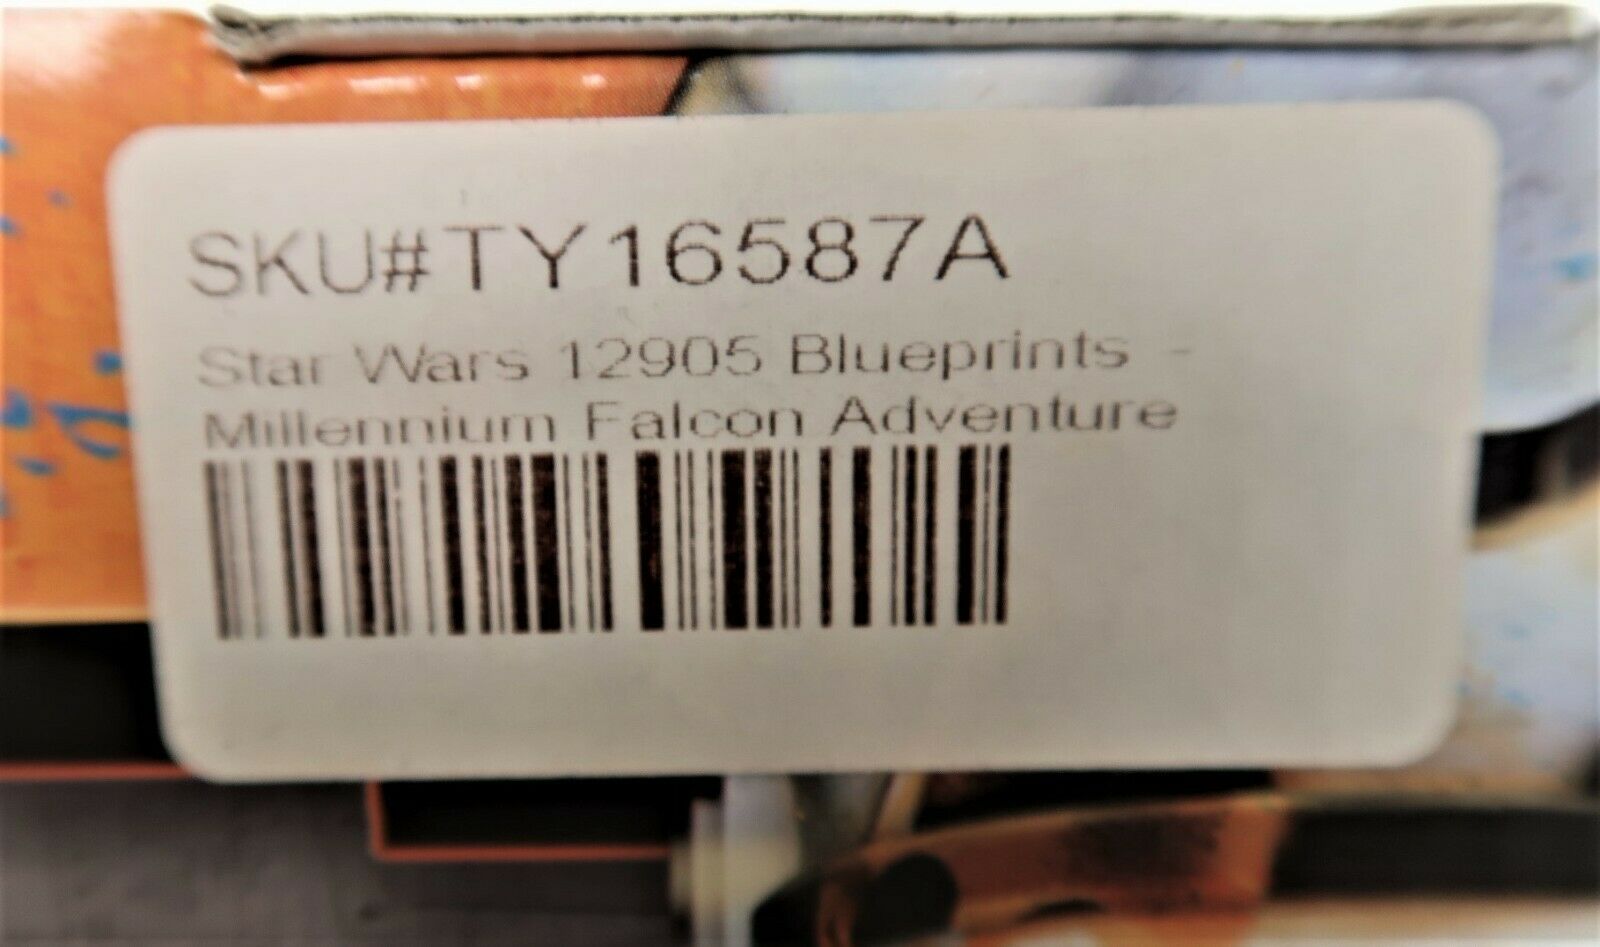 SKU#TY16587A
Star Wars 12905 Blueprints -
Millennium Falcon Adventure